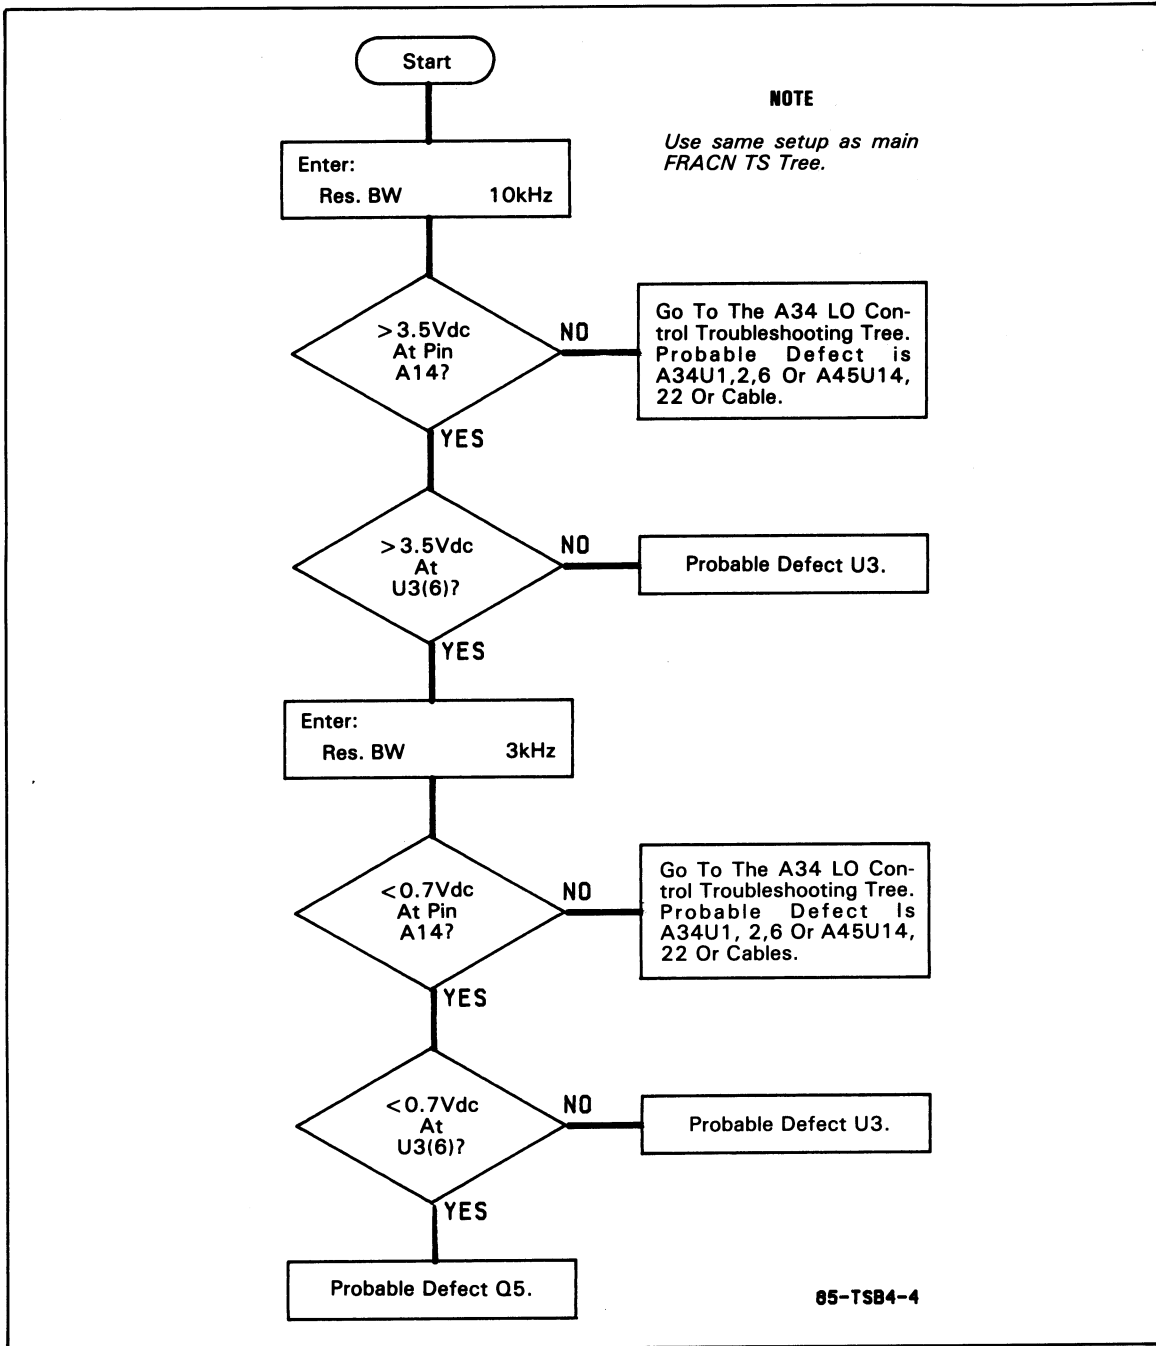 Start
NOTE
Use same setup as main
FRACN TS Tree.
Enter:
Res. BW 10kHz
>3.5Vdc
At Pin
A14?
NO
Go To The A34 LO Con-
trol Troubleshooting Tree.
Probable Defect is
A34U1,2,6 Or A45U14,
22 Or Cable.
YES
>3.5Vdc
At
U3(6)?
NO
Probable Defect U3.
YES
Enter:
Res. BW 3kHz
<0.7Vdc
At Pin
A14?
NO
Go To The A34 LO Con-
trol Troubleshooting Tree.
Probable Defect Is
A34U1, 2,6 Or A45U14,
22 Or Cables.
YES
<0.7Vdc
At
U3(6)?
NO
Probable Defect U3.
YES
Probable Defect Q5.
85-TSB4-4